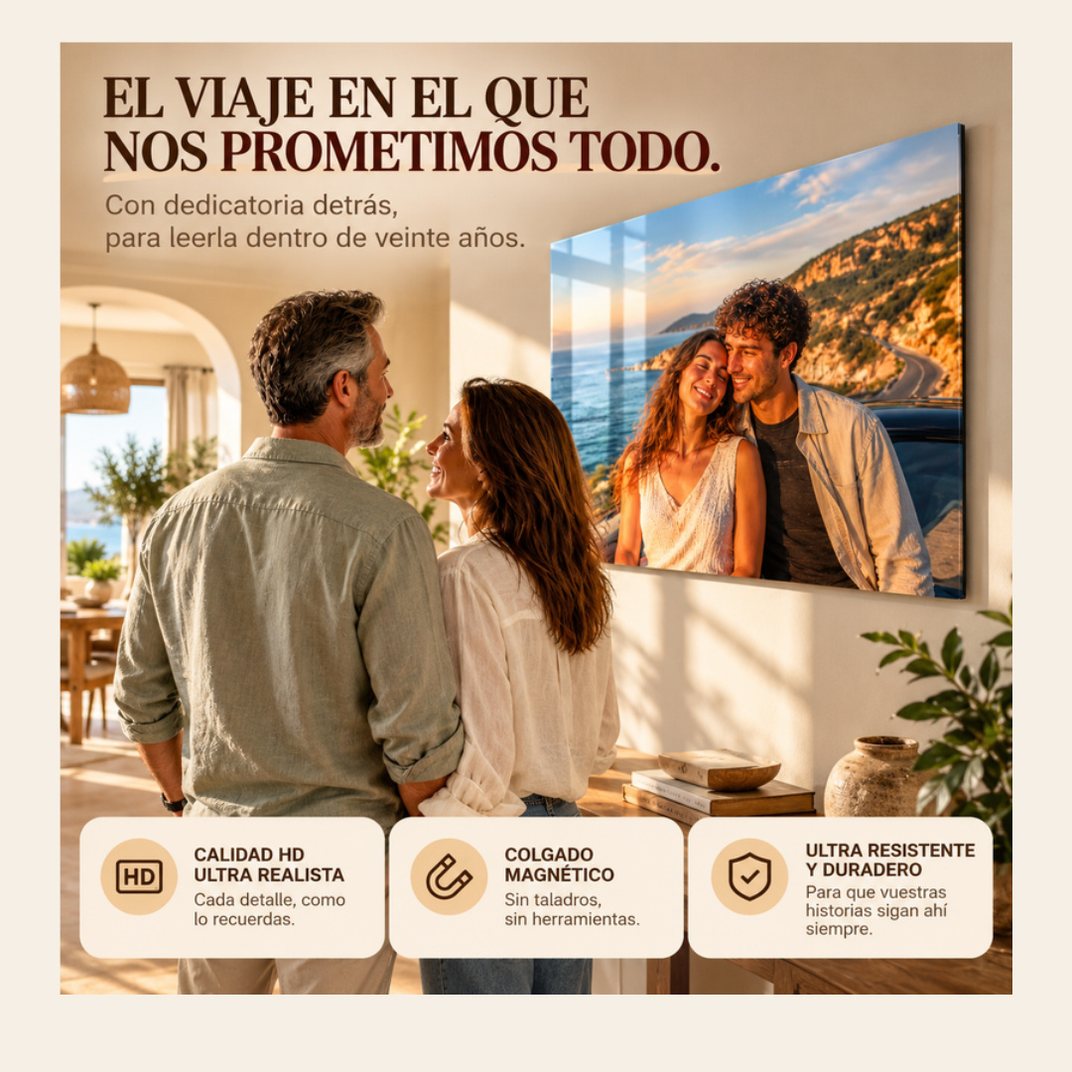 EL VIAJE EN EL QUE
NOS PROMETIMOS TODO.
Con dedicatoria detrás,
para leerla dentro de veinte años.
HD
CALIDAD HD
ULTRA REALISTA
Cada detalle, como
lo recuerdas.
COLGADO
MAGNÉTICO
Sin taladros,
sin herramientas.
ULTRA RESISTENTE
Y DURADERO
Para que vuestras
historias sigan ahí
siempre.